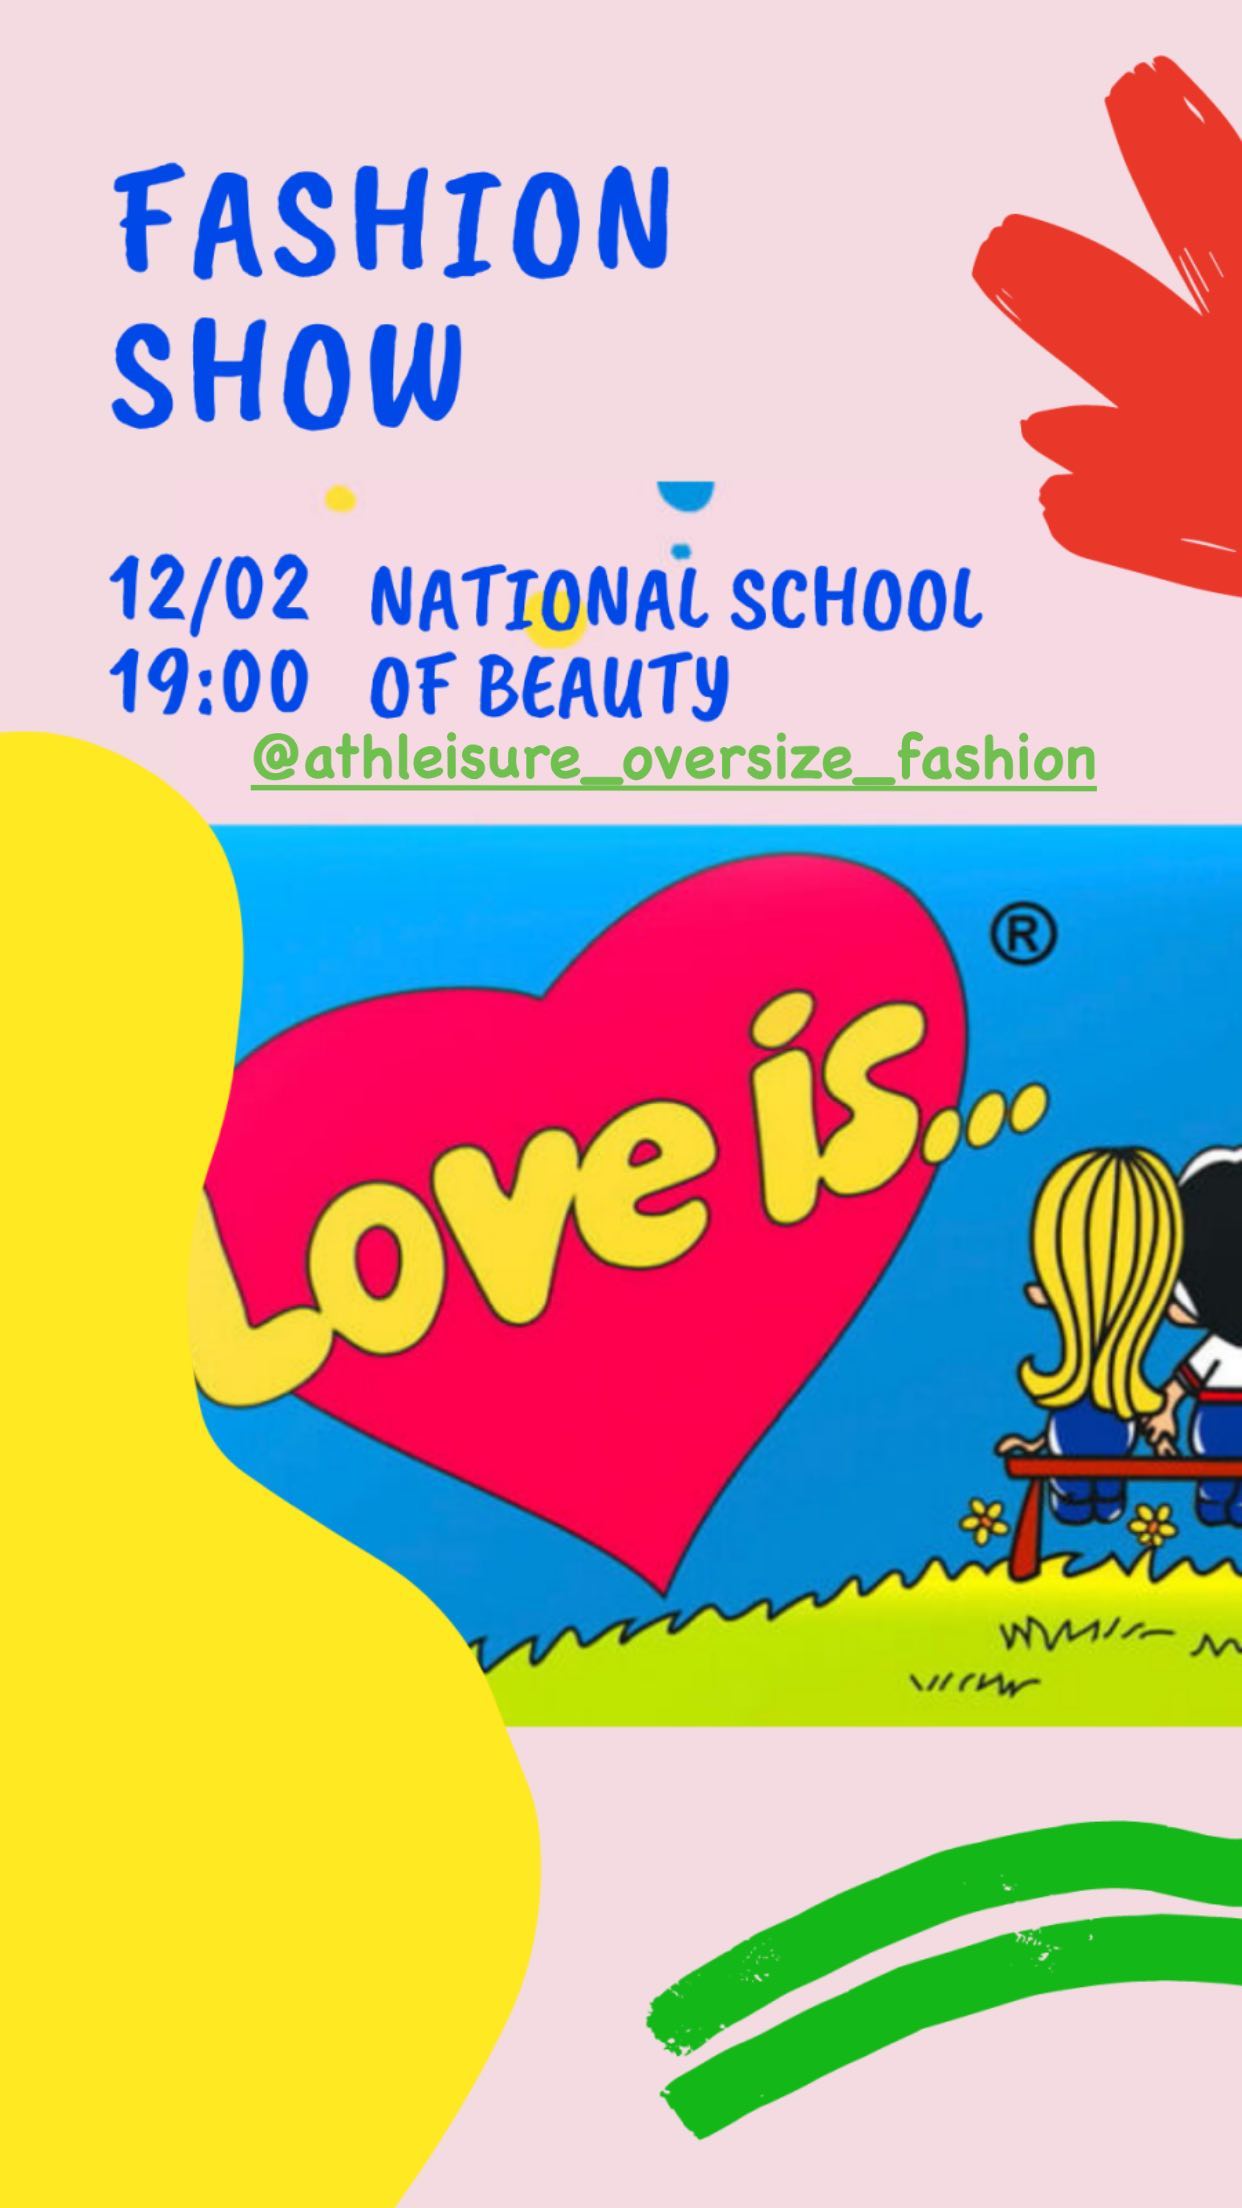 FASHION
SHOW
12/02 NATIONAL SCHOOL
19:00 OF BEAUTY
@athleisure_oversize_fashion
®
Love is...